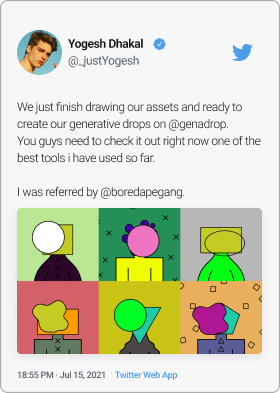 Yogesh Dhakal
@_justYogesh
We just finish drawing our assets and ready to
create our generative drops on @genadrop.
You guys need to check it out right now one of the
best tools i have used so far.
I was referred by @boredapegang.
18:55 PM · Jul 15, 2021 Twitter Web App